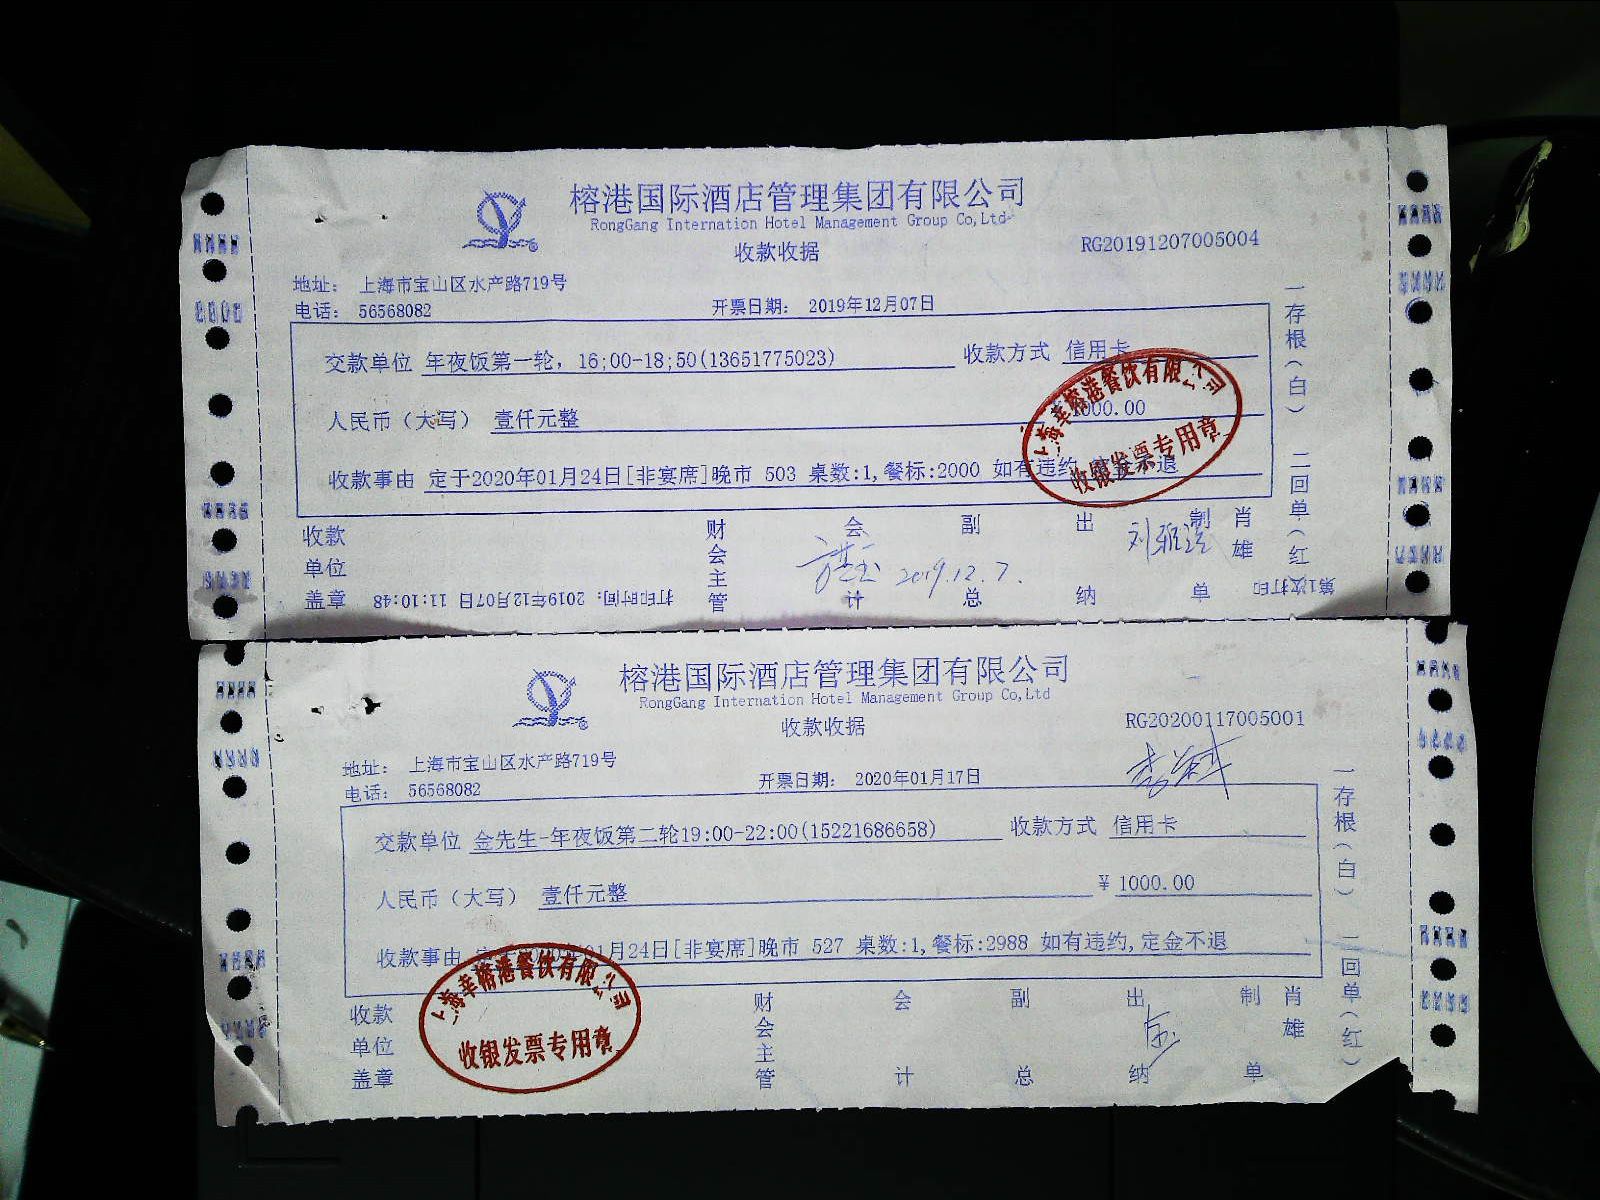 榕港国际酒店管理集团有限公司
RongGang Internation Hotel Management Group Co,Ltd
收款收据
RG20191207005004
地址： 上海市宝山区水产路719号
电话： 56568082
开票日期： 2019年12月07日
交款单位 年夜饭第一轮，16;00-18;50(13651775023)
收款方式 信用卡
人民币（大写） 壹仟元整
1000.00
收款事由 定于2020年01月24日[非宴席]晚市 503 桌数:1,餐标:2000 如有违约 不退
上海幸榕港餐饮有限公司
收银发票专用章
一存根（白） 二回单（红）
收款单位盖章
财会主管
会计
副总
出纳
制单
肖雄
2019.12.7.
打印时间：2019年12月07日 11:10:48
第1次打印
榕港国际酒店管理集团有限公司
RongGang Internation Hotel Management Group Co,Ltd
收款收据
RG20200117005001
地址： 上海市宝山区水产路719号
电话： 56568082
开票日期： 2020年01月17日
交款单位 金先生-年夜饭第二轮19:00-22:00(15221686658)
收款方式 信用卡
人民币（大写） 壹仟元整
￥ 1000.00
收款事由 01月24日[非宴席]晚市 527 桌数:1,餐标:2988 如有违约,定金不退
上海幸榕港餐饮有限公司
收银发票专用章
一存根（白） 二回单（红）
收款单位盖章
财会主管
会计
副总
出纳
制单
肖雄